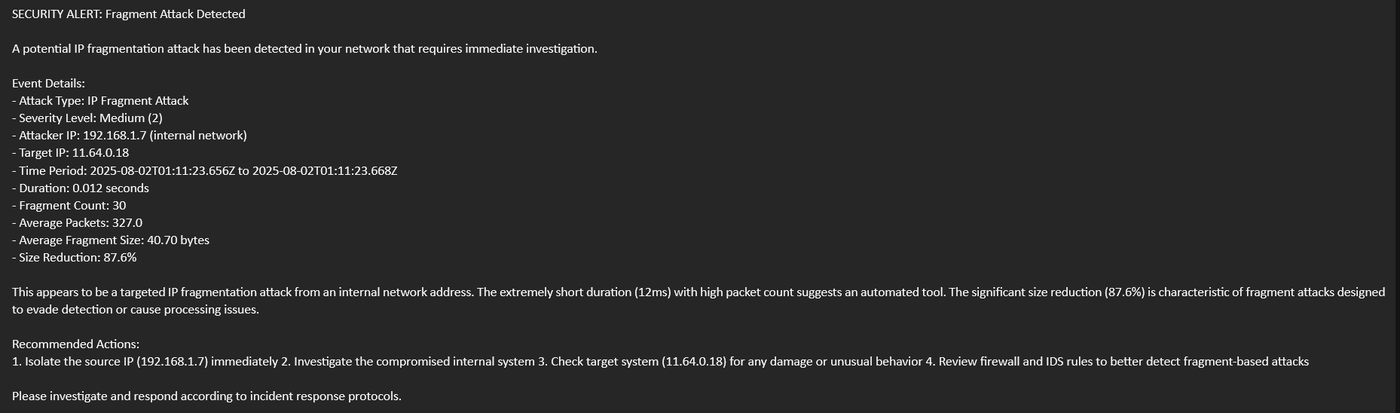 SECURITY ALERT: Fragment Attack Detected
A potential IP fragmentation attack has been detected in your network that requires immediate investigation.
Event Details:
- Attack Type: IP Fragment Attack
- Severity Level: Medium (2)
- Attacker IP: 192.168.1.7 (internal network)
- Target IP: 11.64.0.18
- Time Period: 2025-08-02T01:11:23.656Z to 2025-08-02T01:11:23.668Z
- Duration: 0.012 seconds
- Fragment Count: 30
- Average Packets: 327.0
- Average Fragment Size: 40.70 bytes
- Size Reduction: 87.6%
This appears to be a targeted IP fragmentation attack from an internal network address. The extremely short duration (12ms) with high packet count suggests an automated tool. The significant size reduction (87.6%) is characteristic of fragment attacks designed
to evade detection or cause processing issues.
Recommended Actions:
1. Isolate the source IP (192.168.1.7) immediately 2. Investigate the compromised internal system 3. Check target system (11.64.0.18) for any damage or unusual behavior 4. Review firewall and IDS rules to better detect fragment-based attacks
Please investigate and respond according to incident response protocols.